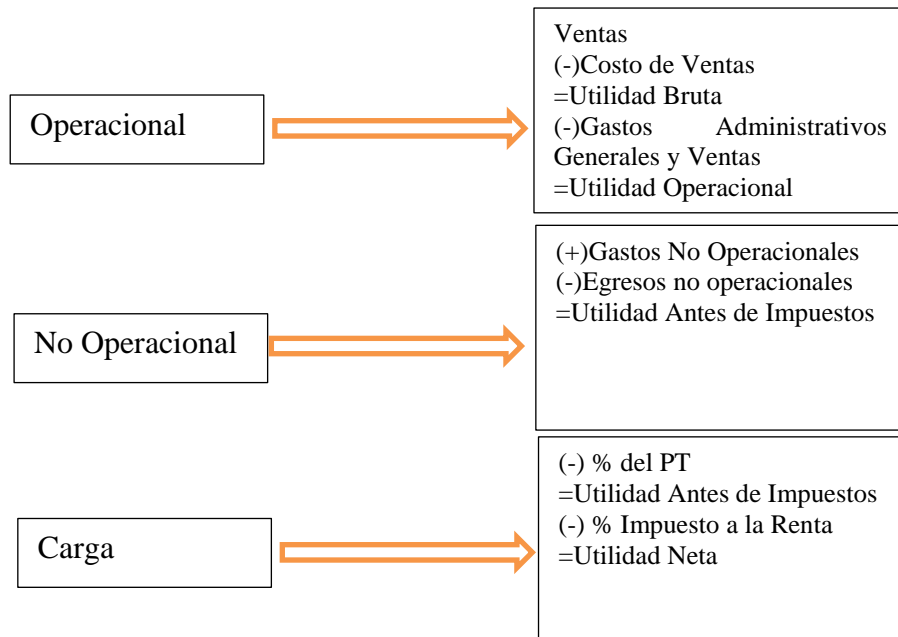 Operacional
Ventas
(-)Costo de Ventas
=Utilidad Bruta
(-)Gastos Administrativos
Generales y Ventas
=Utilidad Operacional
No Operacional
(+)Gastos No Operacionales
(-)Egresos no operacionales
=Utilidad Antes de Impuestos
Carga
(-) % del PT
=Utilidad Antes de Impuestos
(-) % Impuesto a la Renta
=Utilidad Neta